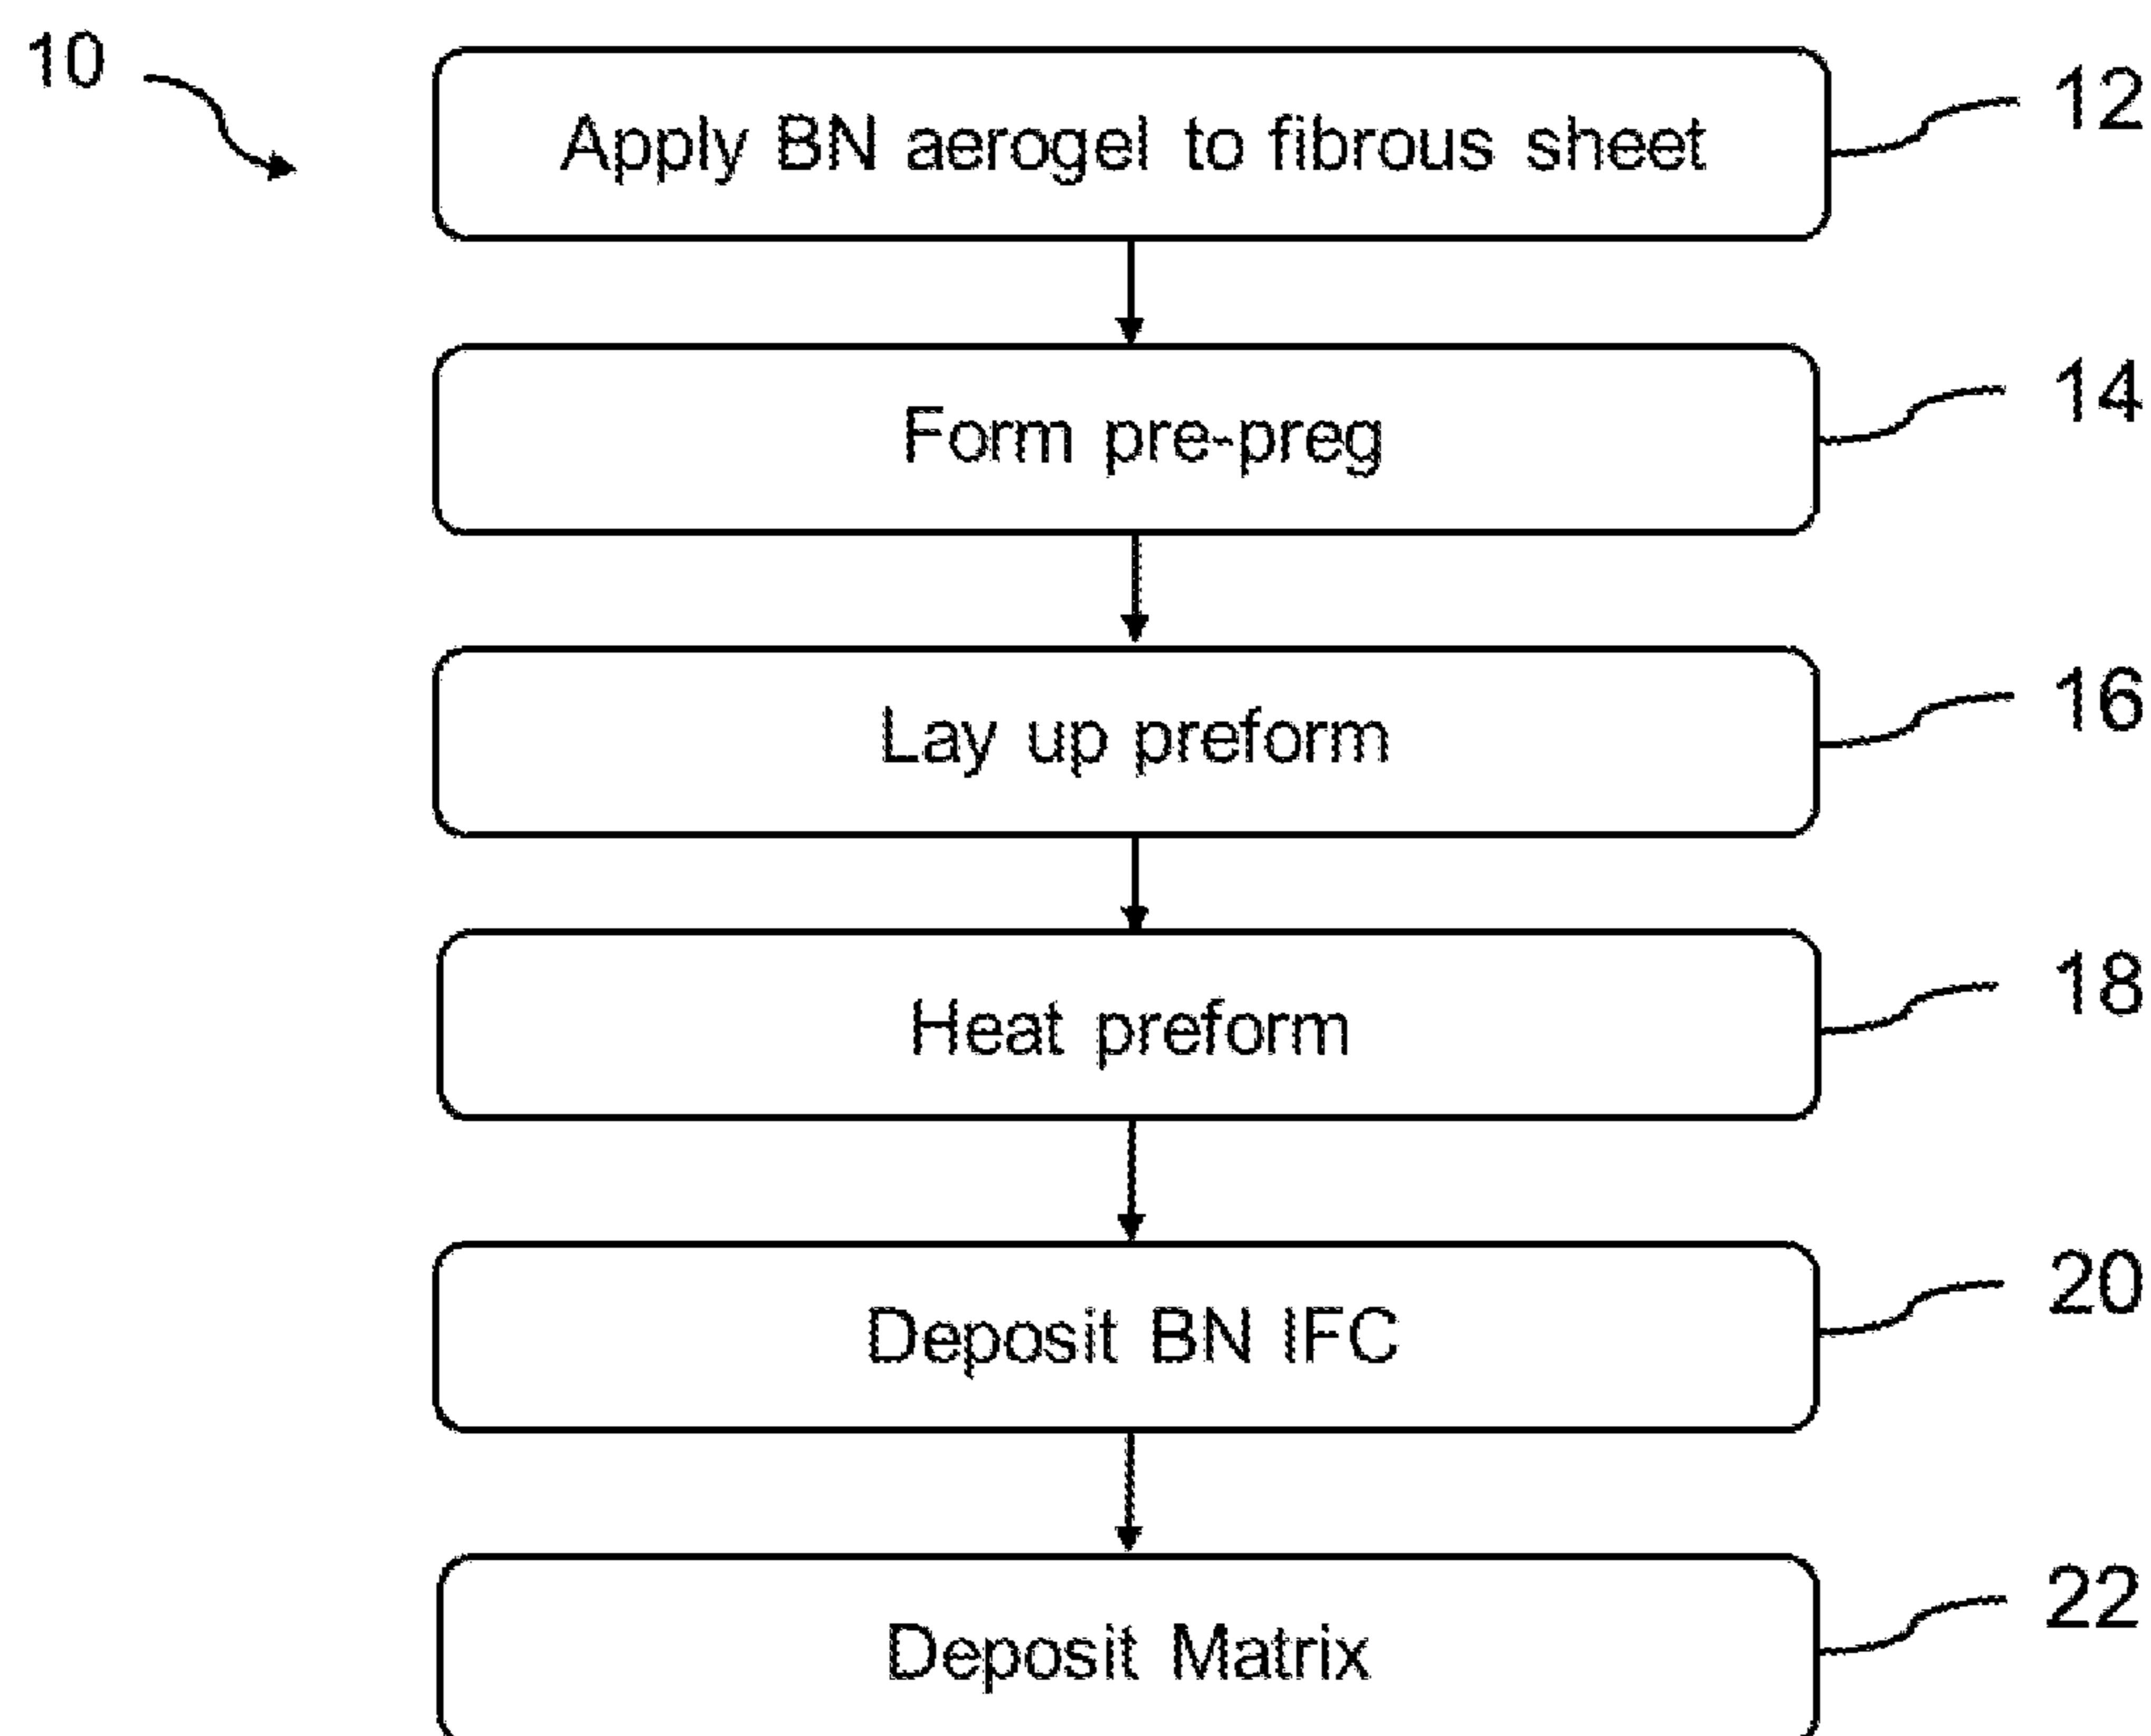 10
Apply BN aerogel to fibrous sheet
12
Form pre-preg
14
Lay up preform
16
Heat preform
18
Deposit BN IFC
20
Deposit Matrix
22